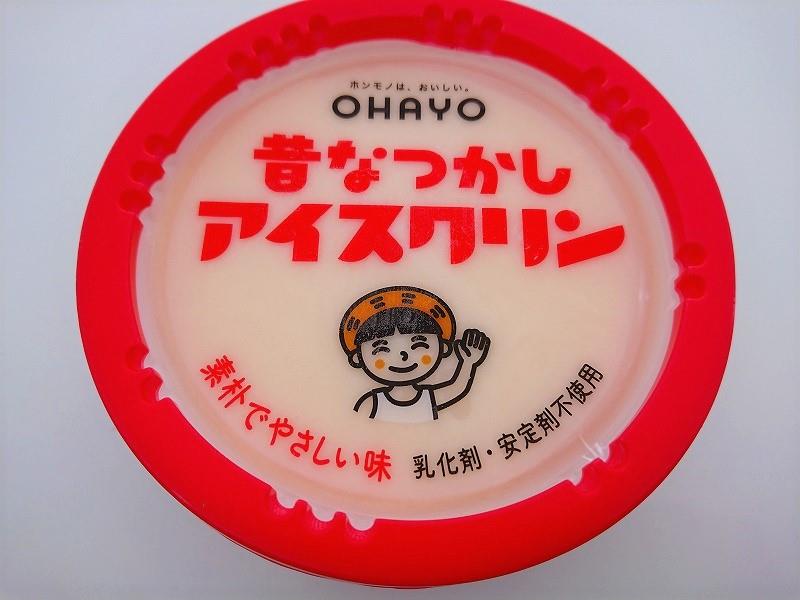 ホンモノは、おいしい。
OHAYO
昔なつかし
アイスクリン
素朴でやさしい味
乳化剤・安定剤不使用